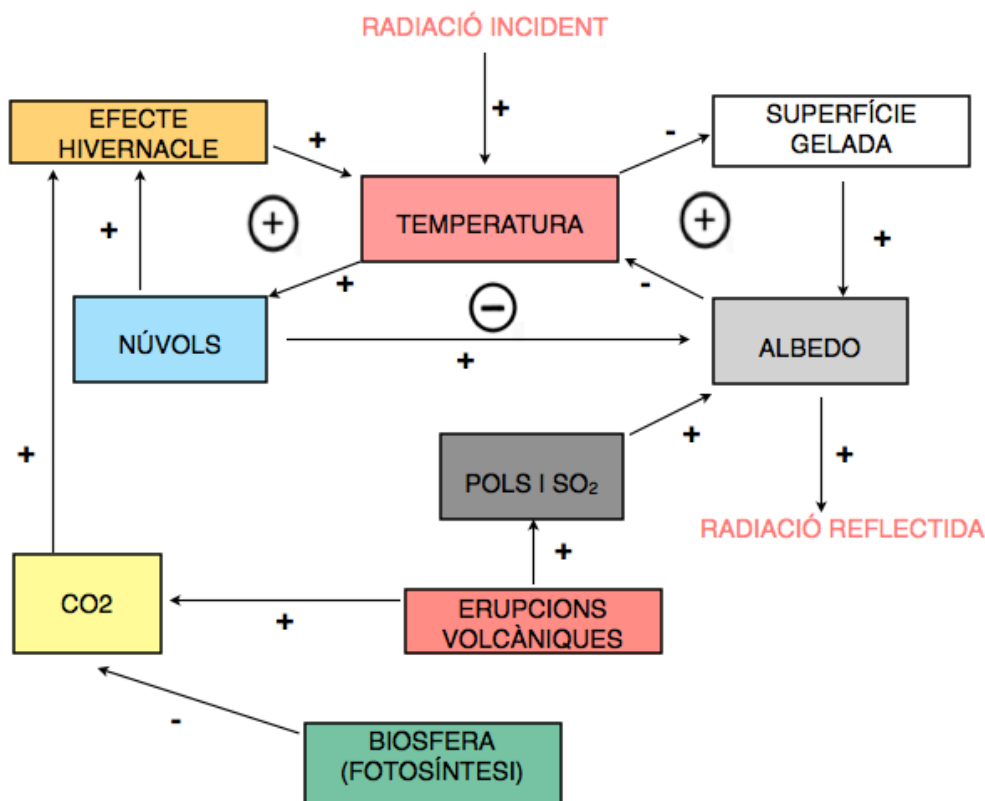 RADIACIÓ INCIDENT
+
EFECTE
HIVERNACLE
+
-
SUPERFÍCIE
GELADA
TEMPERATURA
+
+
+
+
+
-
NÚVOLS
−
+
ALBEDO
+
POLS I SO₂
+
+
RADIACIÓ REFLECTIDA
+
CO2
+
ERUPCIONS
VOLCÀNIQUES
-
BIOSFERA
(FOTOSÍNTESI)